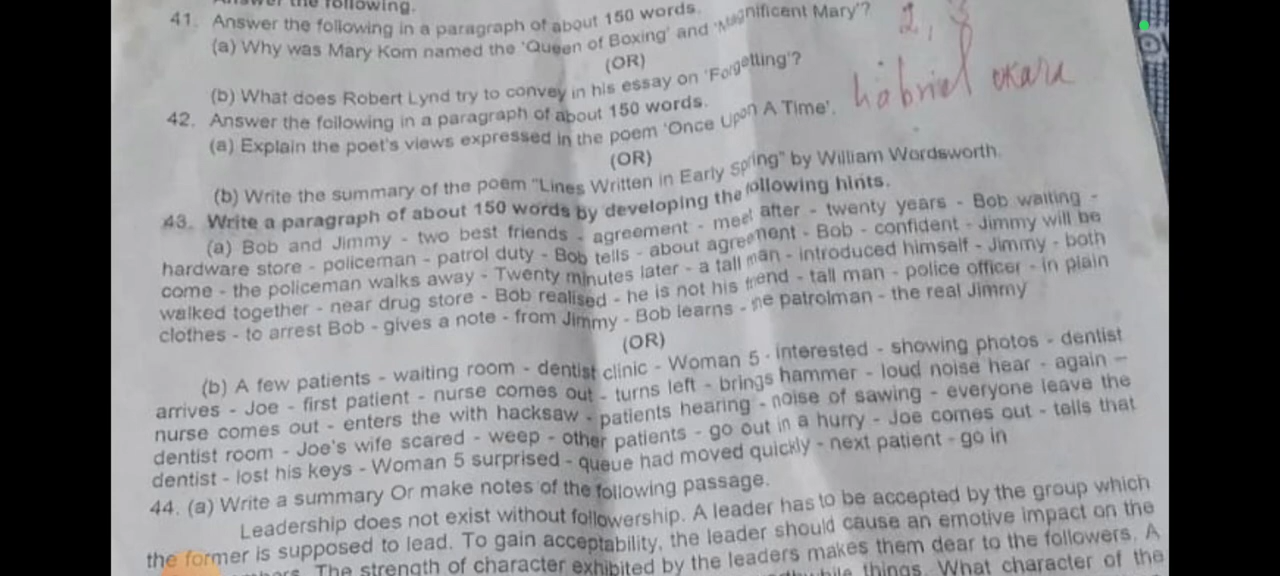 the following.
41. Answer the following in a paragraph of about 150 words.
(a) Why was Mary Kom named the 'Queen of Boxing' and 'Magnificent Mary'?
(OR)
(b) What does Robert Lynd try to convey in his essay on 'Forgetting'?
42. Answer the following in a paragraph of about 150 words.
(a) Explain the poet's views expressed in the poem 'Once Upon A Time'.
(OR)
(b) Write the summary of the poem "Lines Written in Early Spring" by William Wordsworth.
43. Write a paragraph of about 150 words by developing the following hints.
(a) Bob and Jimmy - two best friends - agreement - meet after - twenty years - Bob waiting -
hardware store - policeman - patrol duty - Bob tells - about agreement - Bob - confident - Jimmy will be
come - the policeman walks away - Twenty minutes later - a tall man - introduced himself - Jimmy - both
walked together - near drug store - Bob realised - he is not his friend - tall man - police officer - in plain
clothes - to arrest Bob - gives a note - from Jimmy - Bob learns - the patrolman - the real Jimmy
(OR)
(b) A few patients - waiting room - dentist clinic - Woman 5 - interested - showing photos - dentist
arrives - Joe - first patient - nurse comes out - turns left - brings hammer - loud noise hear - again -
nurse comes out - enters the with hacksaw - patients hearing - noise of sawing - everyone leave the
dentist room - Joe's wife scared - weep - other patients - go out in a hurry - Joe comes out - tells that
dentist - lost his keys - Woman 5 surprised - queue had moved quickly - next patient - go in
44. (a) Write a summary Or make notes of the following passage.
Leadership does not exist without followership. A leader has to be accepted by the group which
the former is supposed to lead. To gain acceptability, the leader should cause an emotive impact on the
The strength of character exhibited by the leaders makes them dear to the followers. A
things. What character of the
2, 3
habriel okara